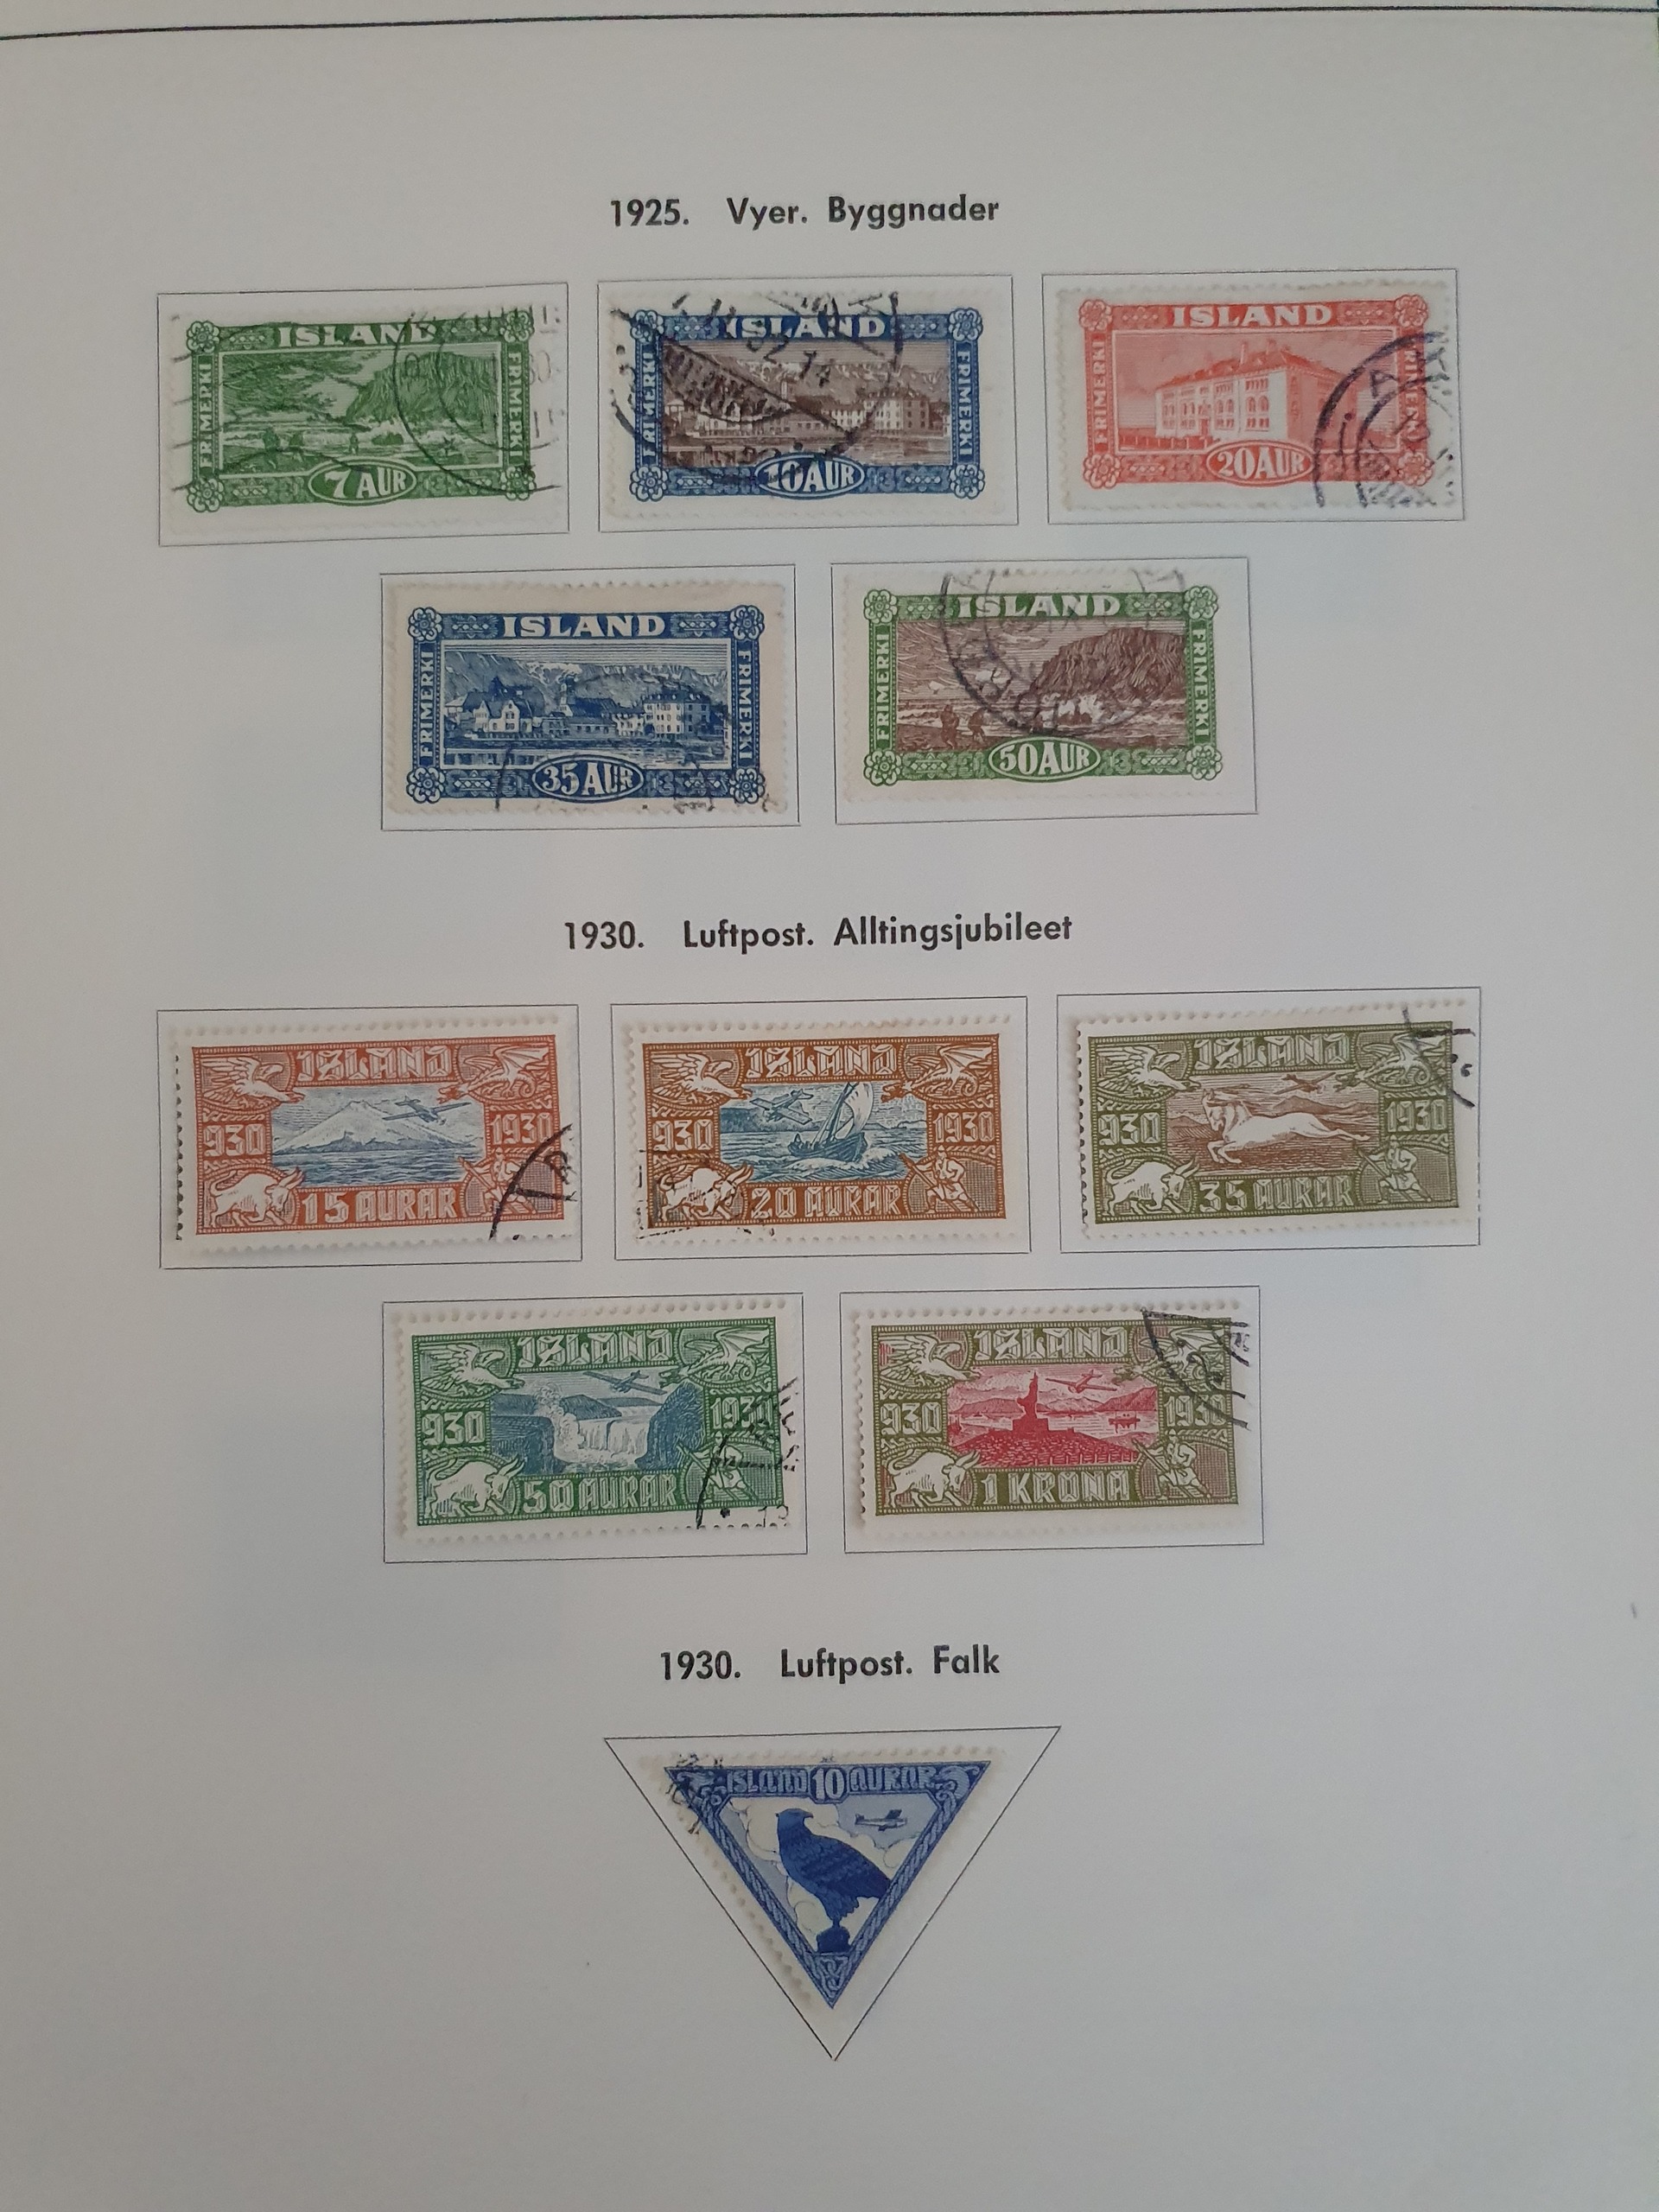 1925. Vyer. Byggnader
ISLAND
FRIMERKI
FRIMERKI
7 AUR
ISLAND
FRIMERKI
FRIMERKI
10 AUR
ISLAND
FRIMERKI
FRIMERKI
20 AUR
ISLAND
FRIMERKI
FRIMERKI
35 AUR
ISLAND
FRIMERKI
FRIMERKI
50 AUR
1930. Luftpost. Alltingsjubileet
ISLAND
930 1930
15 AURAR
ISLAND
930 1930
20 AURAR
ISLAND
930 1930
35 AURAR
ISLAND
930 1930
50 AURAR
ISLAND
930 1930
1 KRONA
1930. Luftpost. Falk
ISLAND 10 AURAR